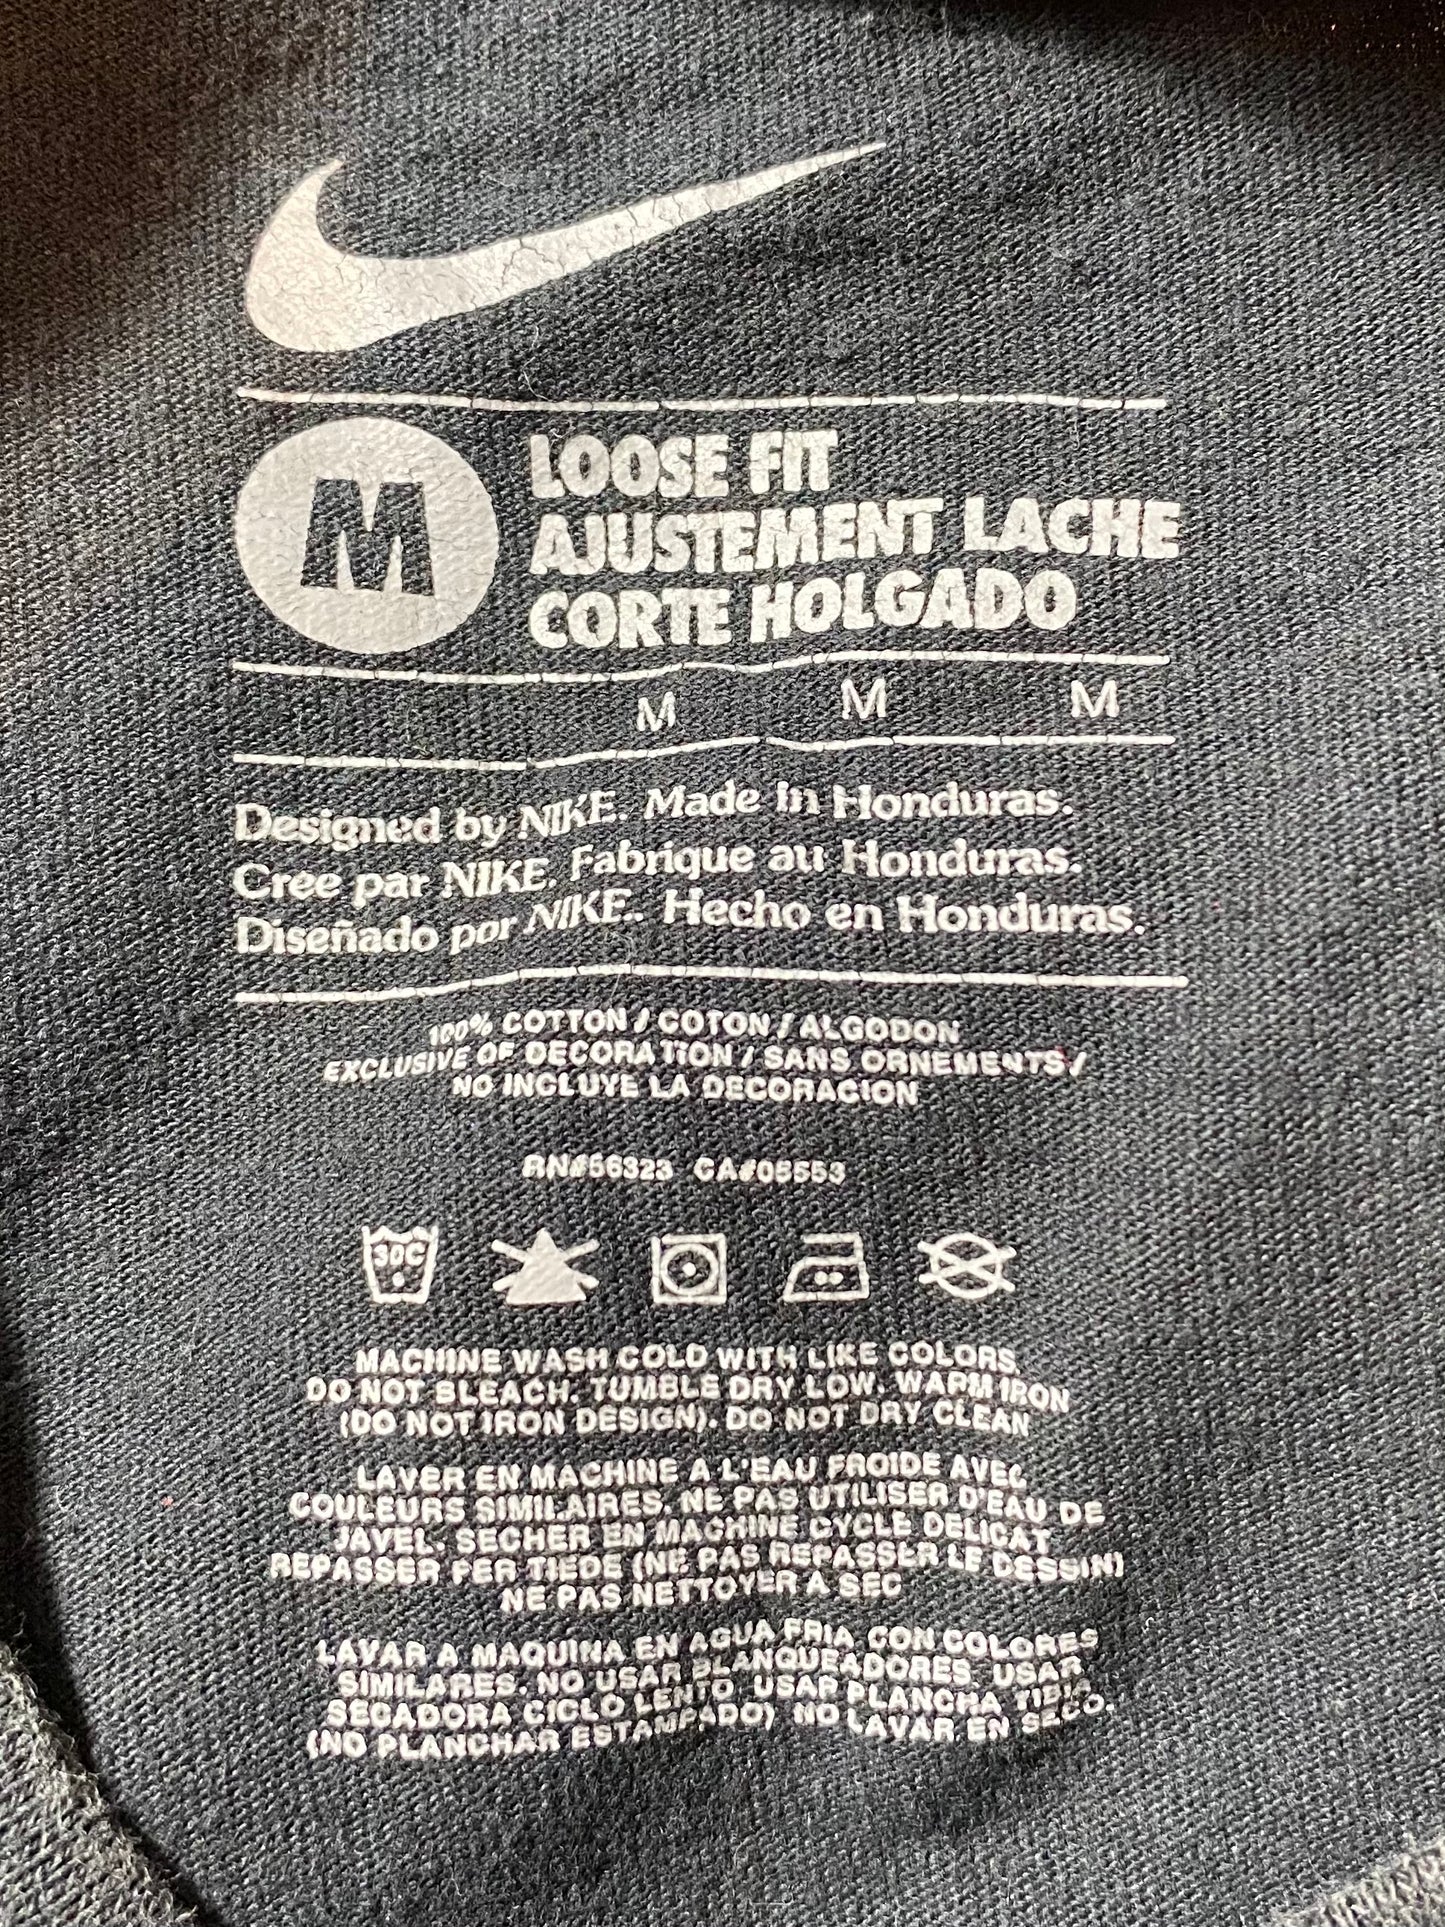 M
LOOSE FIT
AJUSTEMENT LACHE
CORTE HOLGADO
M M M
Designed by NIKE. Made in Honduras.
Cree par NIKE. Fabrique au Honduras.
Diseñado por NIKE.. Hecho en Honduras.
100% COTTON / COTON / ALGODON
EXCLUSIVE OF DECORATION / SANS ORNEMENTS /
NO INCLUYE LA DECORACION
RN#56323 CA#05553
30C
MACHINE WASH COLD WITH LIKE COLORS.
DO NOT BLEACH. TUMBLE DRY LOW. WARM IRON
(DO NOT IRON DESIGN). DO NOT DRY CLEAN
LAVER EN MACHINE A L'EAU FROIDE AVEC
COULEURS SIMILAIRES. NE PAS UTILISER D'EAU DE
JAVEL. SECHER EN MACHINE CYCLE DELICAT
REPASSER FER TIEDE (NE PAS REPASSER LE DESSIN)
NE PAS NETTOYER A SEC
LAVAR A MAQUINA EN AGUA FRIA CON COLORES
SIMILARES. NO USAR BLANQUEADORES. USAR
SECADORA CICLO LENTO USAR PLANCHA TIBIA
(NO PLANCHAR ESTAMPADO) NO LAVAR EN SECO.